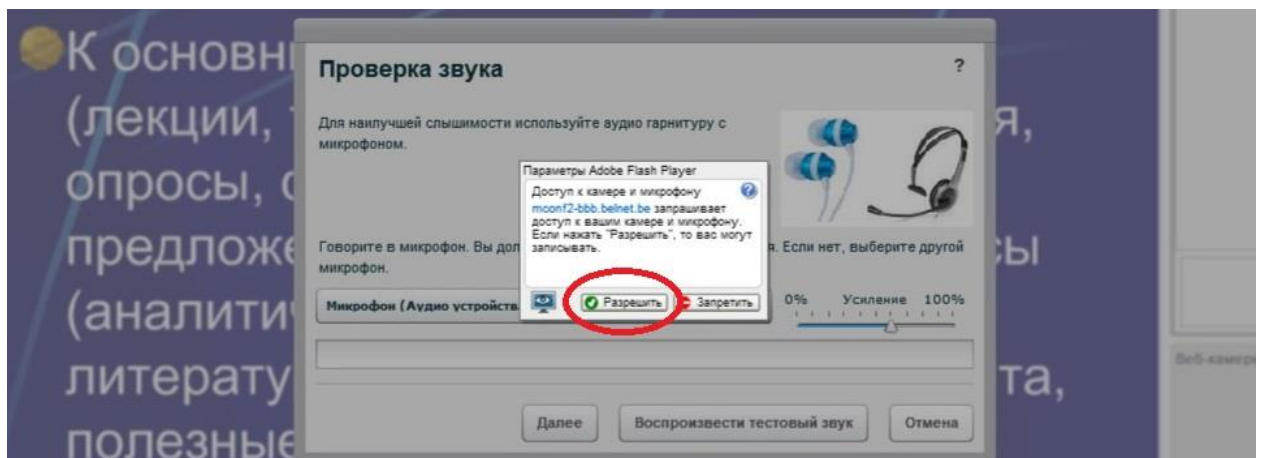 К основн
(лекции,
я,
опросы,
предложе
сы
(аналити
литерату
та,
полезные
Проверка звука
?
Для наилучшей слышимости используйте аудио гарнитуру с
микрофоном.
Говорите в микрофон. Вы дол
я. Если нет, выберите другой
микрофон.
Микрофон (Аудио устройств
0% Усиление 100%
Параметры Adobe Flash Player
Доступ к камере и микрофону
?
mconf2-bbb.belnet.be запрашивает
доступ к вашим камере и микрофону.
Если нажать "Разрешить", то вас могут
записывать.
Разрешить
Запретить
Далее
Воспроизвести тестовый звук
Отмена
Веб-камер